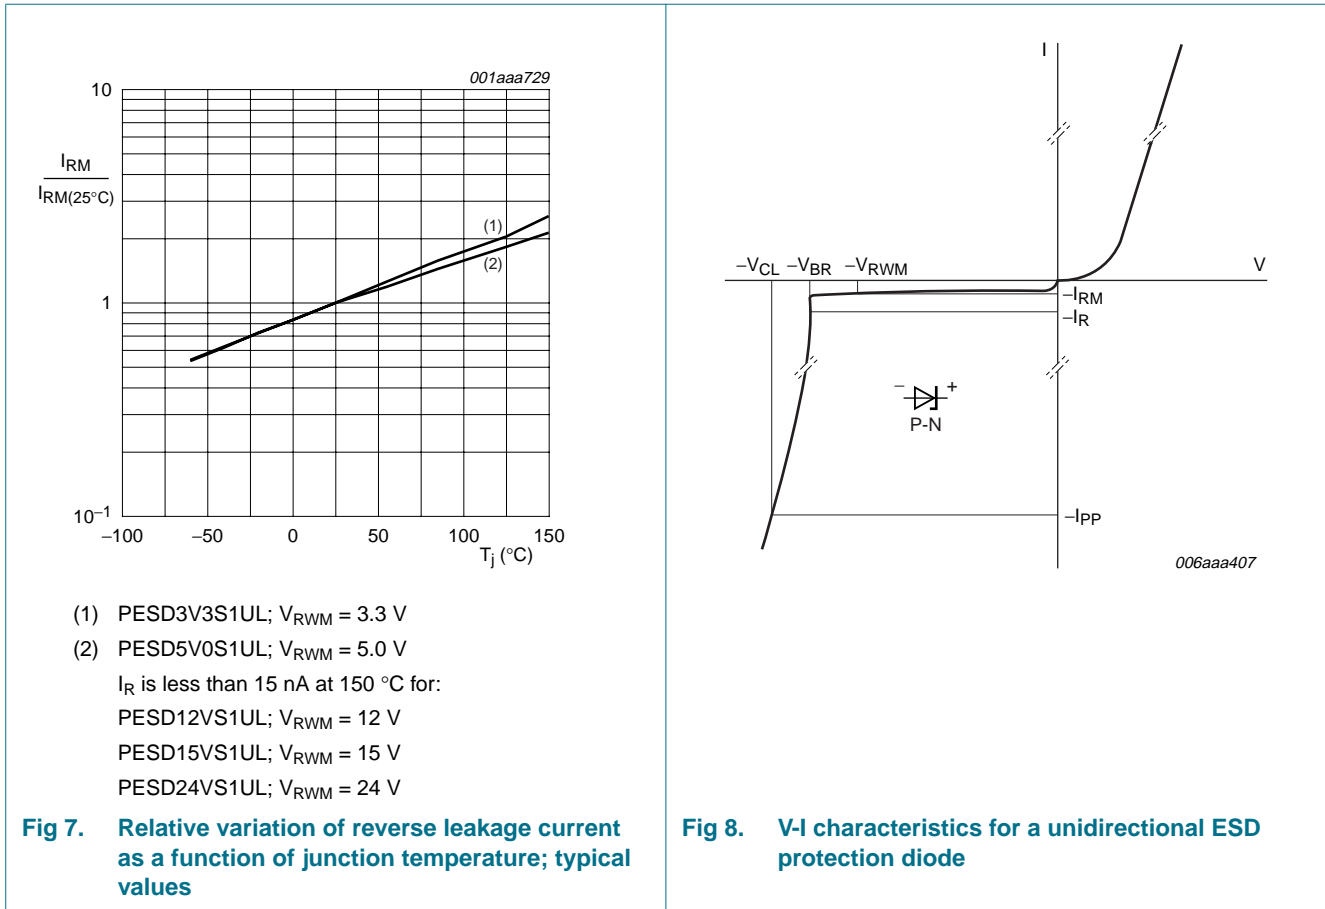 001aaa729
10
I_RM
I_RM(25°C)
(1)
(2)
1
10⁻¹
−100 −50 0 50 100 150
T_j (°C)
(1) PESD3V3S1UL; V_RWM = 3.3 V
(2) PESD5V0S1UL; V_RWM = 5.0 V
I_R is less than 15 nA at 150 °C for:
PESD12VS1UL; V_RWM = 12 V
PESD15VS1UL; V_RWM = 15 V
PESD24VS1UL; V_RWM = 24 V
Fig 7. Relative variation of reverse leakage current
as a function of junction temperature; typical
values
I
−V_CL −V_BR −V_RWM V
−I_RM
−I_R
− +
P-N
−I_PP
006aaa407
Fig 8. V-I characteristics for a unidirectional ESD
protection diode